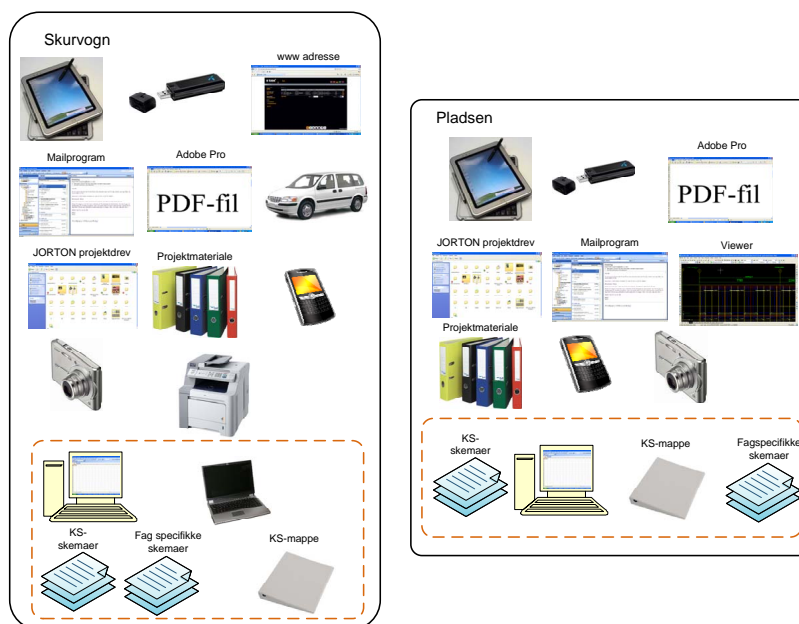 Skurvogn
www adresse
Mailprogram
Adobe Pro
PDF-fil
JORTON projektdrev
Projektmateriale
KS-
skemaer
Fag specifikke
skemaer
KS-mappe
Pladsen
Adobe Pro
PDF-fil
JORTON projektdrev
Mailprogram
Viewer
Projektmateriale
KS-
skemaer
KS-mappe
Fagspecifikke
skemaer